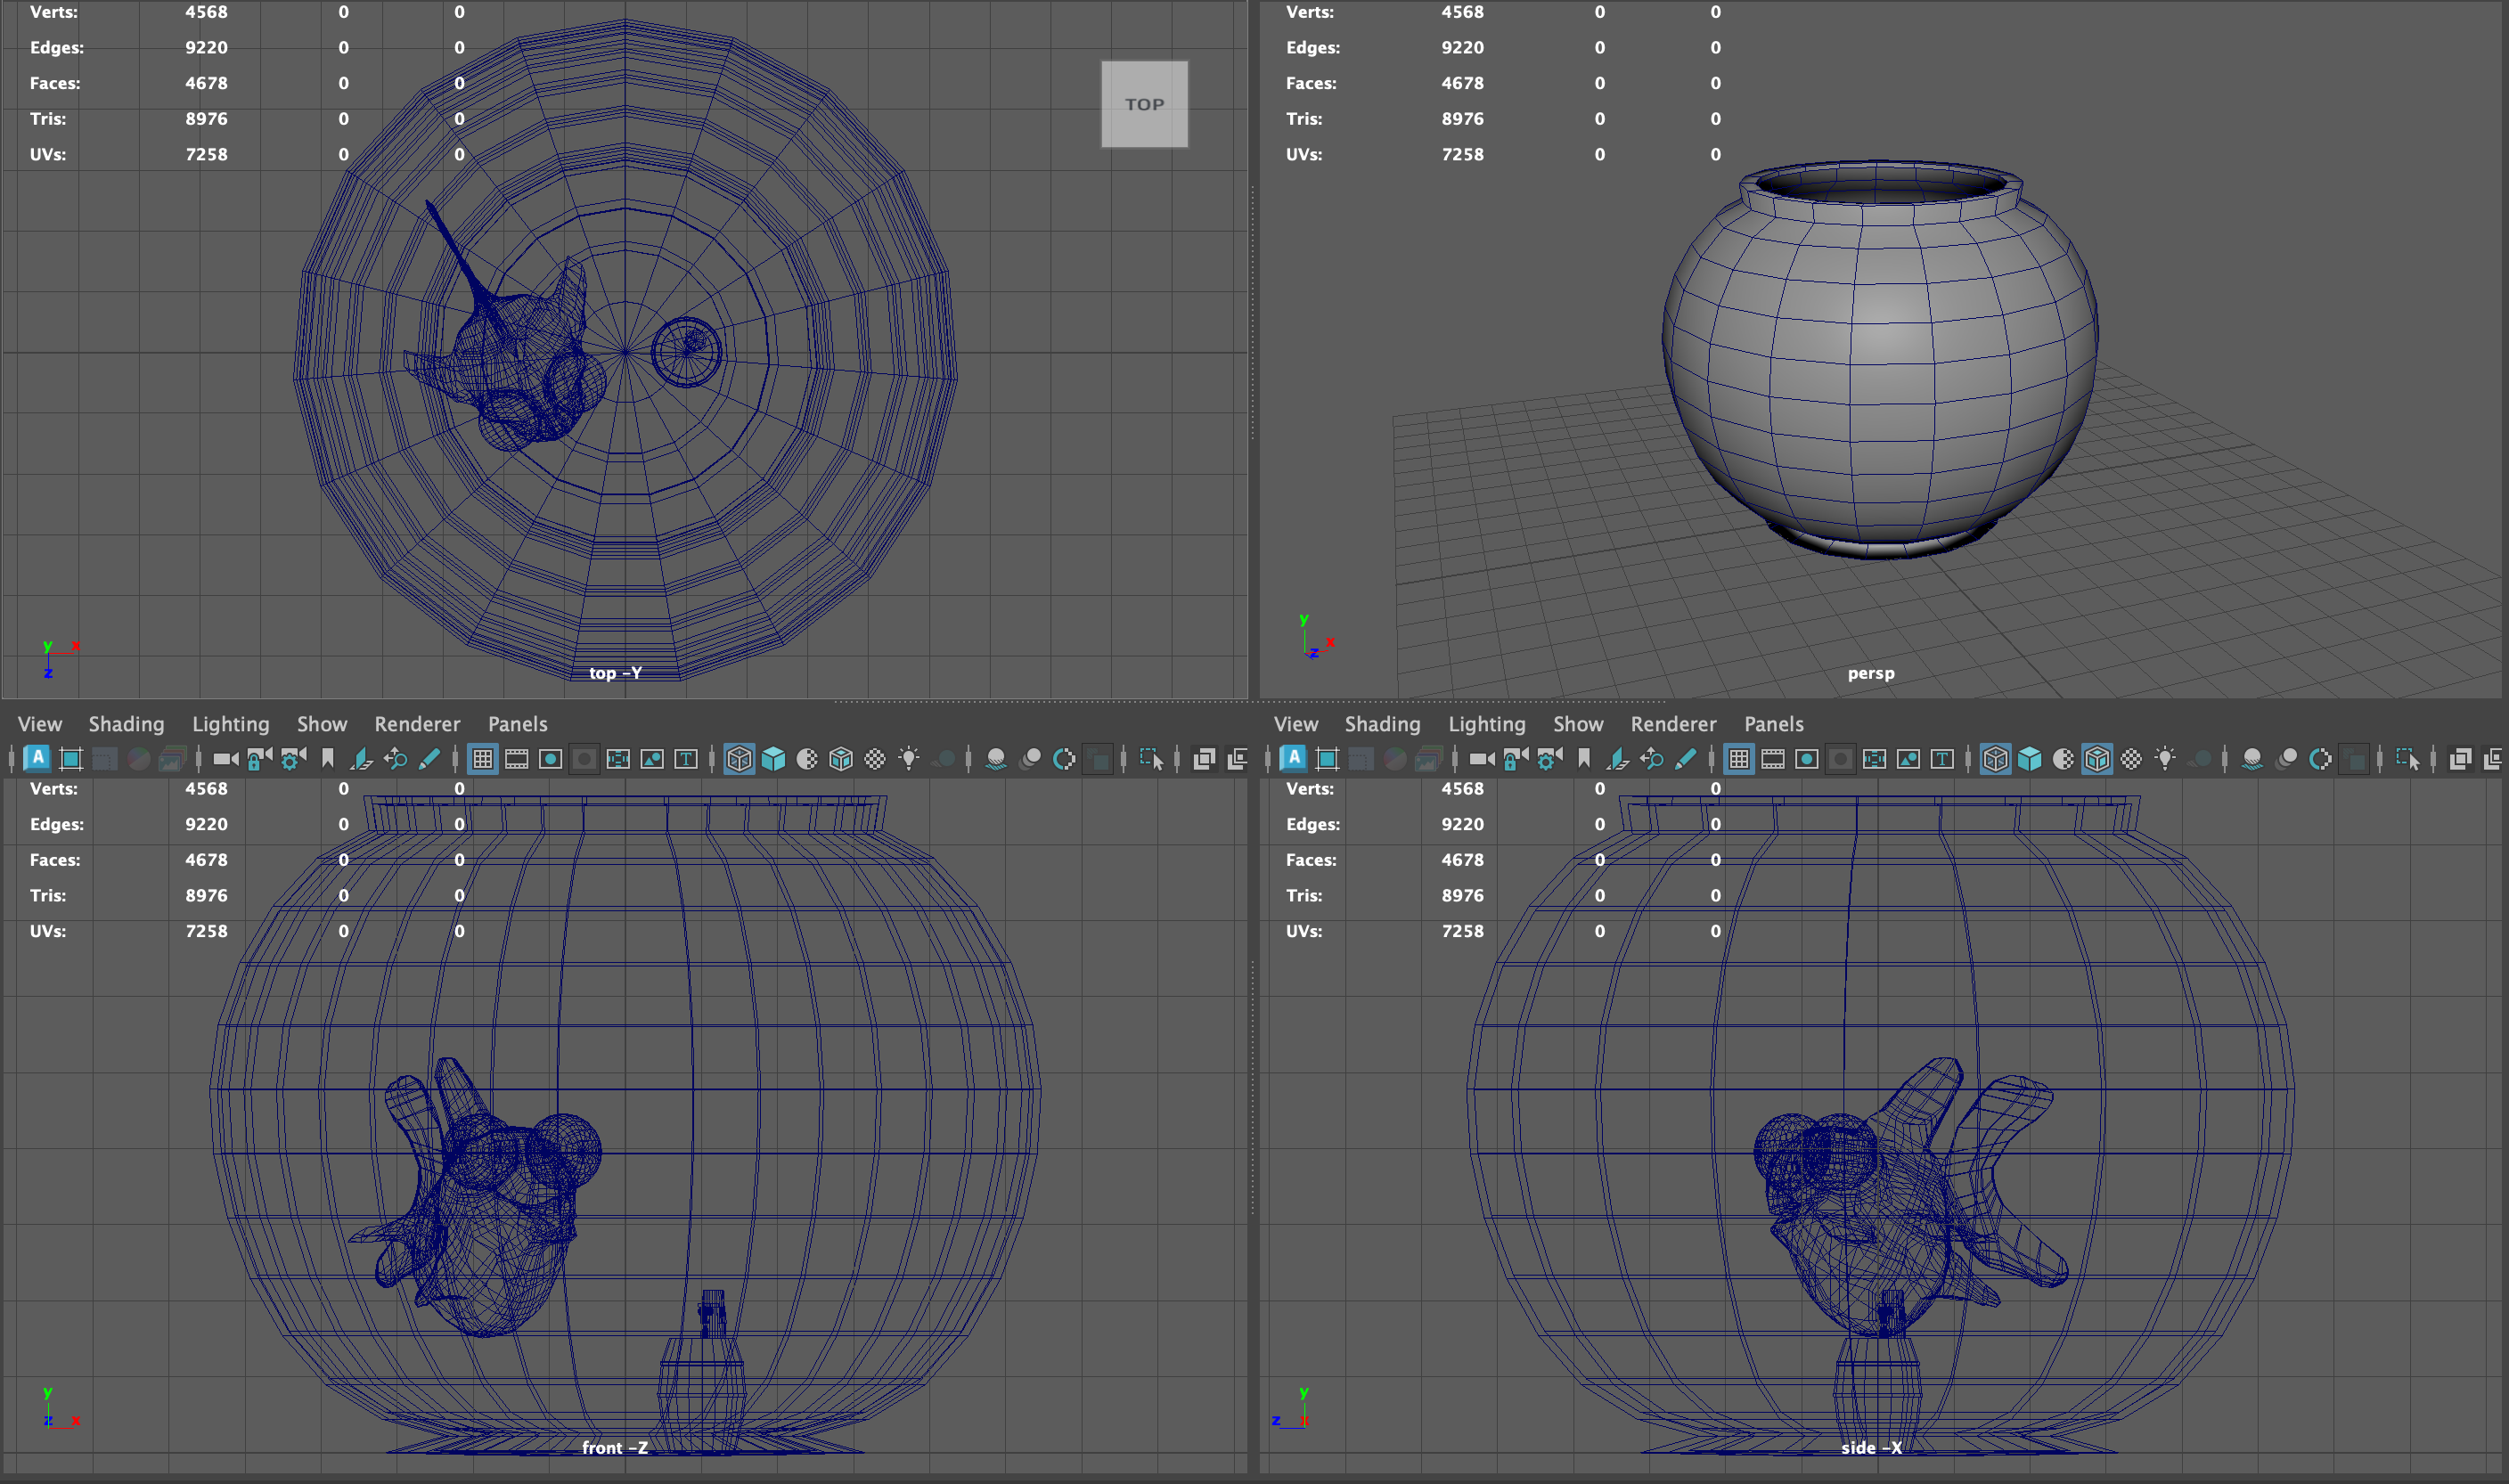 Verts: 4568 0 0
Edges: 9220 0 0
Faces: 4678 0 0
Tris: 8976 0 0
UVs: 7258 0 0
TOP
y x
z
top -Y
Verts: 4568 0 0
Edges: 9220 0 0
Faces: 4678 0 0
Tris: 8976 0 0
UVs: 7258 0 0
y
x
z
persp
View Shading Lighting Show Renderer Panels
A T
Verts: 4568 0 0
Edges: 9220 0 0
Faces: 4678 0 0
Tris: 8976 0 0
UVs: 7258 0 0
y
z x
front -Z
View Shading Lighting Show Renderer Panels
A T
Verts: 4568 0 0
Edges: 9220 0 0
Faces: 4678 0 0
Tris: 8976 0 0
UVs: 7258 0 0
y
z x
side -X